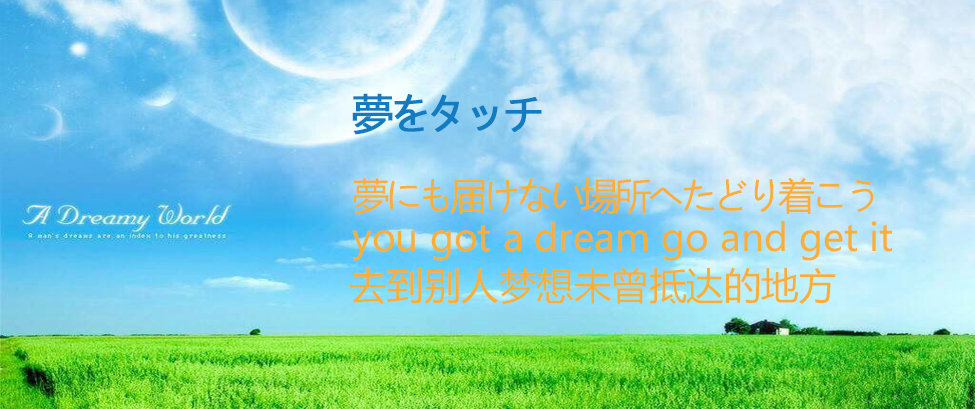 夢をタッチ
夢にも届けない場所へたどり着こう
A Dreamy World
A man's dreams are an index to his greatness
you got a dream go and get it
去到别人梦想未曾抵达的地方